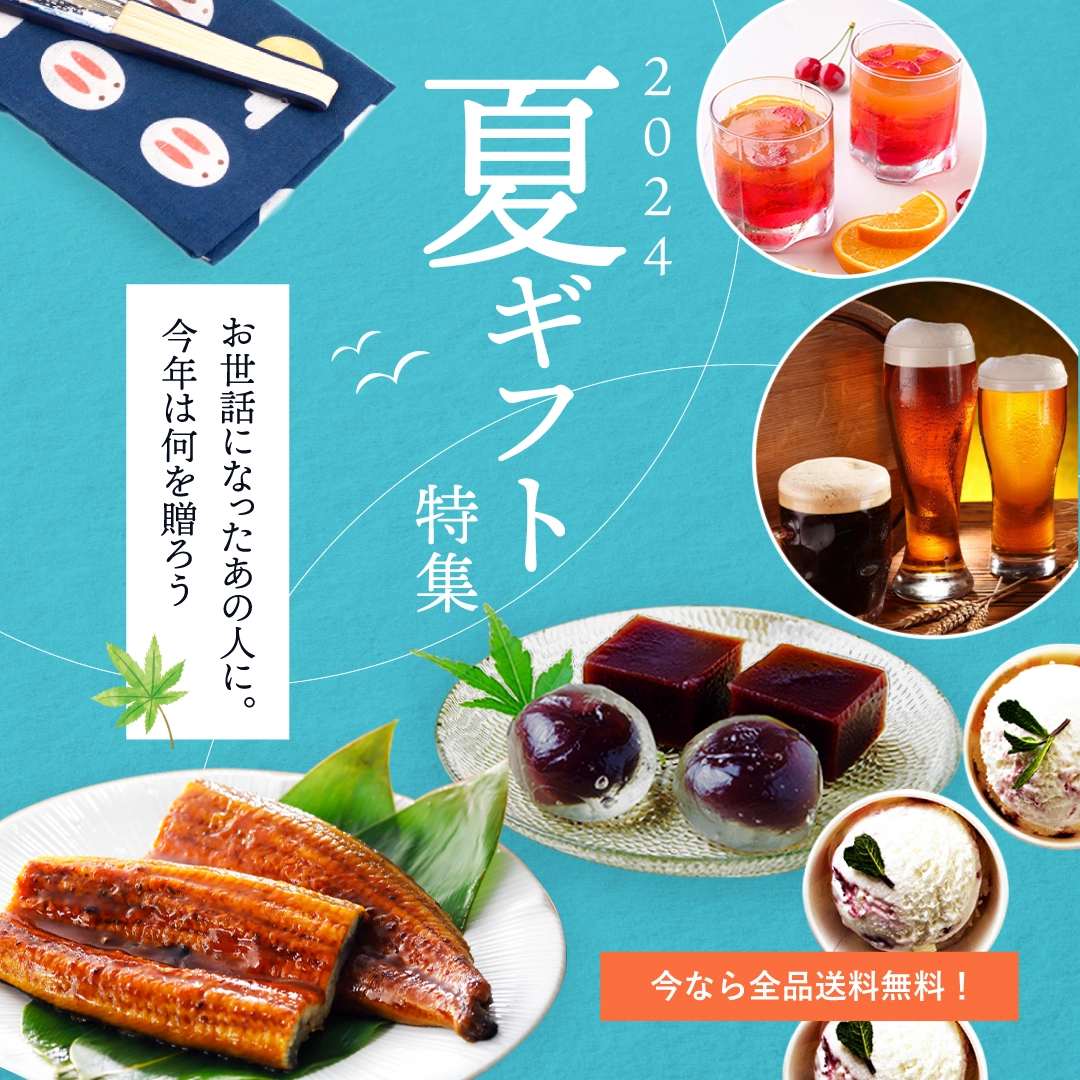 2024
夏ギフト
特集
お世話になったあの人に。
今年は何を贈ろう
今なら全品送料無料！